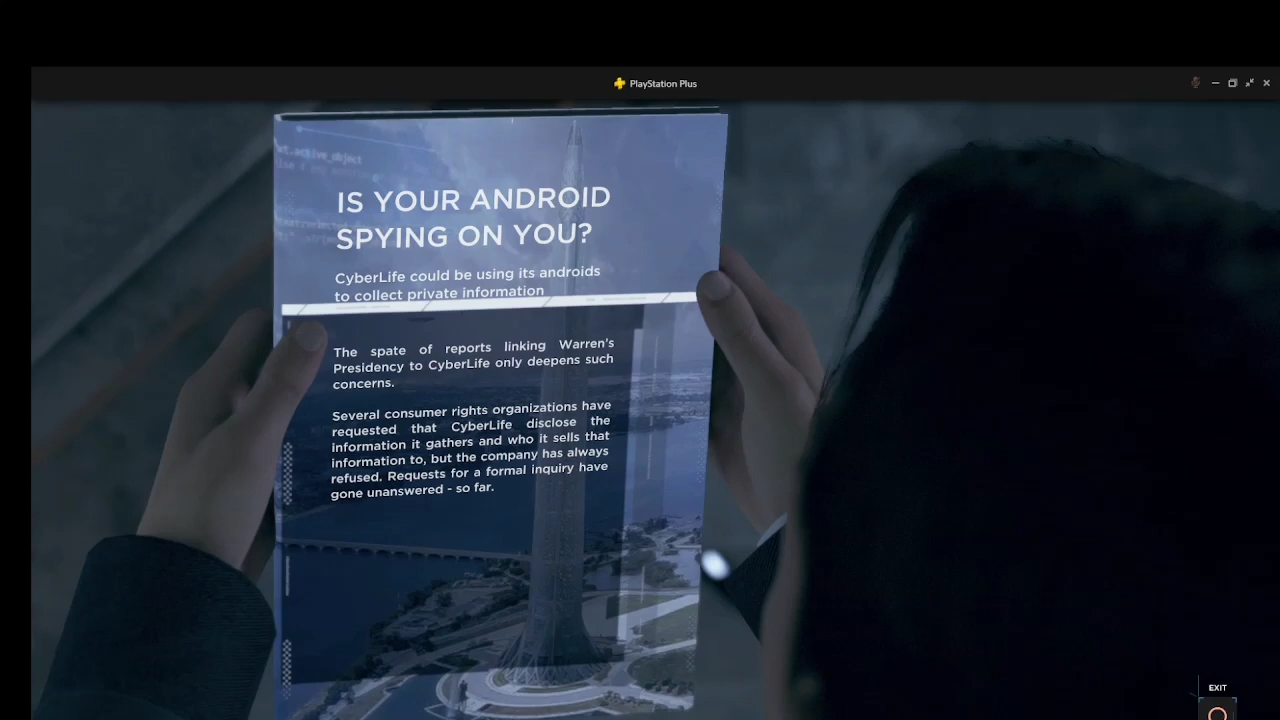 PlayStation Plus
IS YOUR ANDROID
SPYING ON YOU?
CyberLife could be using its androids
to collect private information
The spate of reports linking Warren's
Presidency to CyberLife only deepens such
concerns.
Several consumer rights organizations have
requested that CyberLife disclose the
information it gathers and who it sells that
information to, but the company has always
refused. Requests for a formal inquiry have
gone unanswered - so far.
EXIT